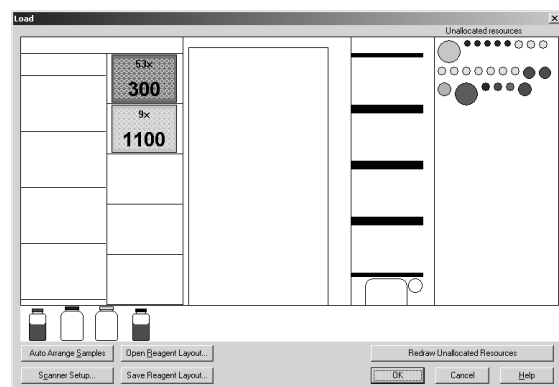 Load
Unallocated resources
53x
300
9x
1100
Auto Arrange Samples
Open Reagent Layout...
Redraw Unallocated Resources
Scanner Setup...
Save Reagent Layout...
OK
Cancel
Help